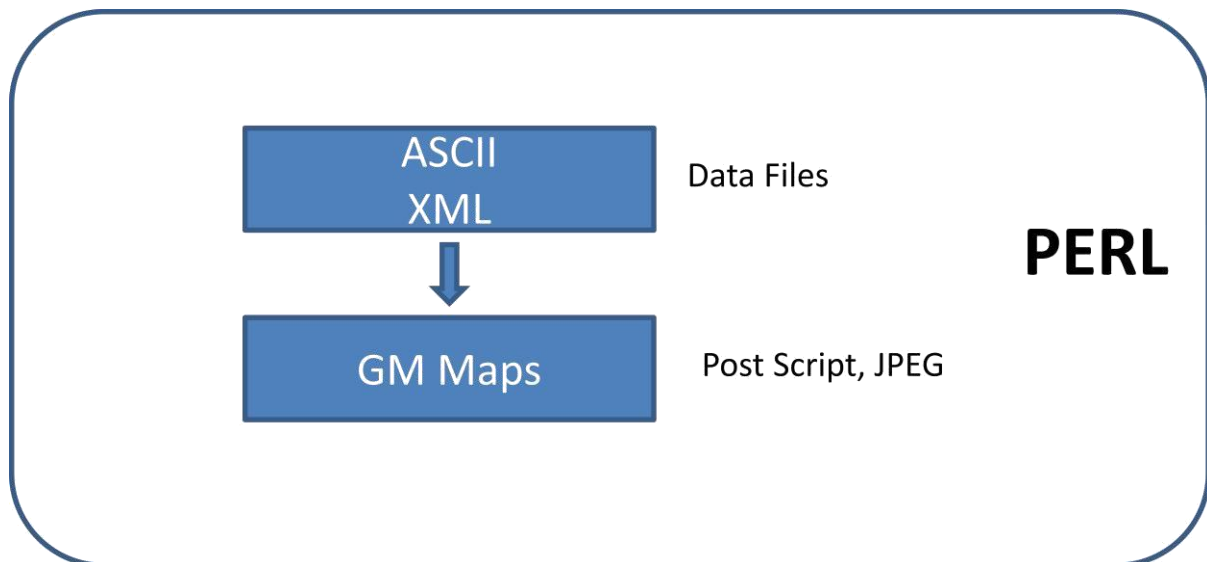 ASCII
XML
Data Files
PERL
GM Maps
Post Script, JPEG